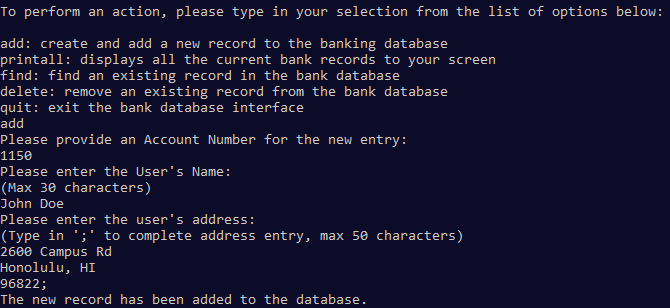 To perform an action, please type in your selection from the list of options below:
add: create and add a new record to the banking database
printall: displays all the current bank records to your screen
find: find an existing record in the bank database
delete: remove an existing record from the bank database
quit: exit the bank database interface
add
Please provide an Account Number for the new entry:
1150
Please enter the User's Name:
(Max 30 characters)
John Doe
Please enter the user's address:
(Type in ';' to complete address entry, max 50 characters)
2600 Campus Rd
Honolulu, HI
96822;
The new record has been added to the database.